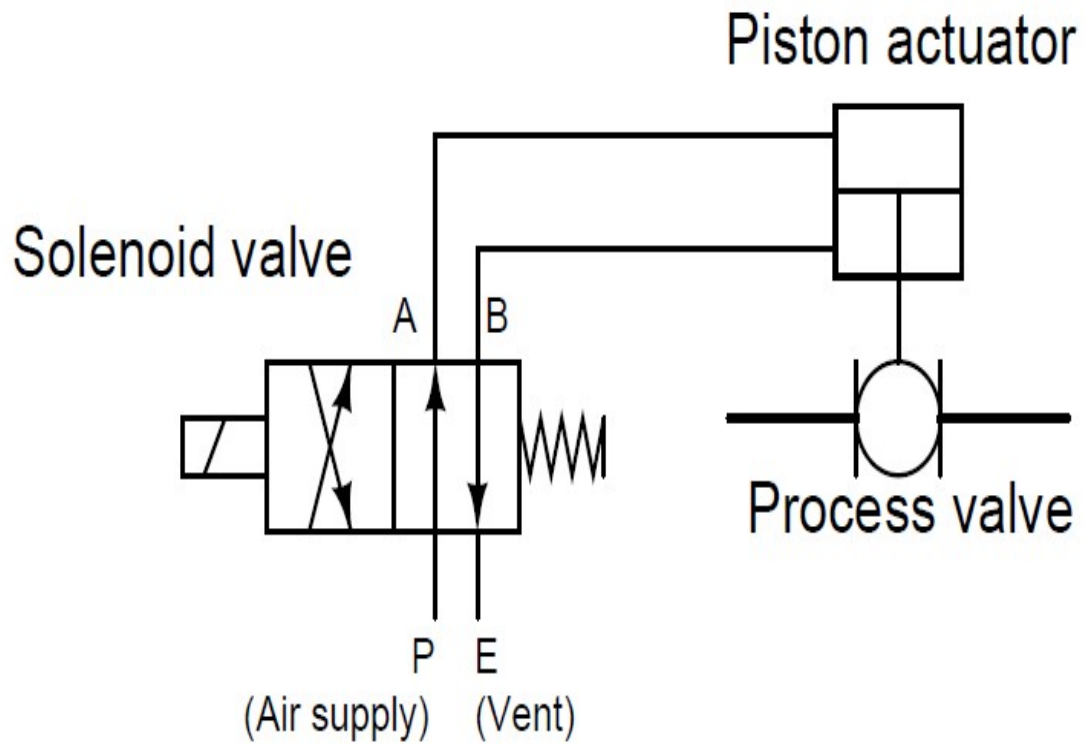 Piston actuator
Solenoid valve
A B
Process valve
P E
(Air supply) (Vent)